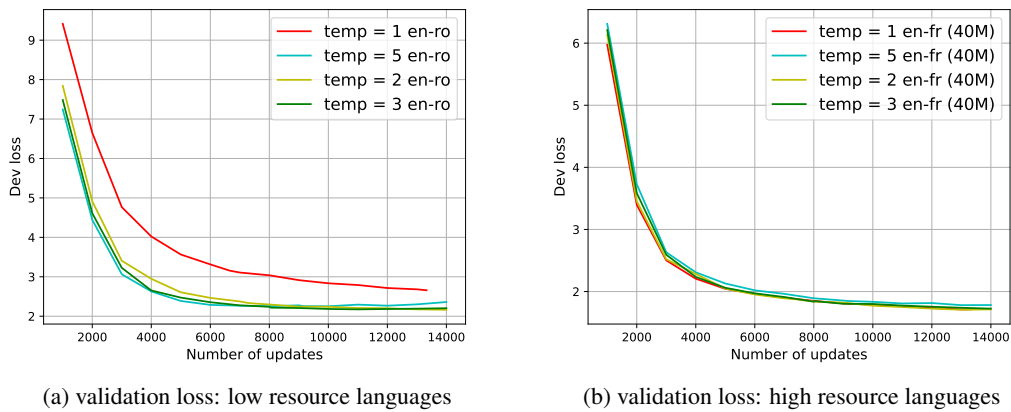 temp = 1 en-ro
temp = 5 en-ro
temp = 2 en-ro
temp = 3 en-ro
9
8
7
6
5
4
3
2
Dev loss
2000 4000 6000 8000 10000 12000 14000
Number of updates
(a) validation loss: low resource languages
temp = 1 en-fr (40M)
temp = 5 en-fr (40M)
temp = 2 en-fr (40M)
temp = 3 en-fr (40M)
6
5
4
3
2
Dev loss
2000 4000 6000 8000 10000 12000 14000
Number of updates
(b) validation loss: high resource languages